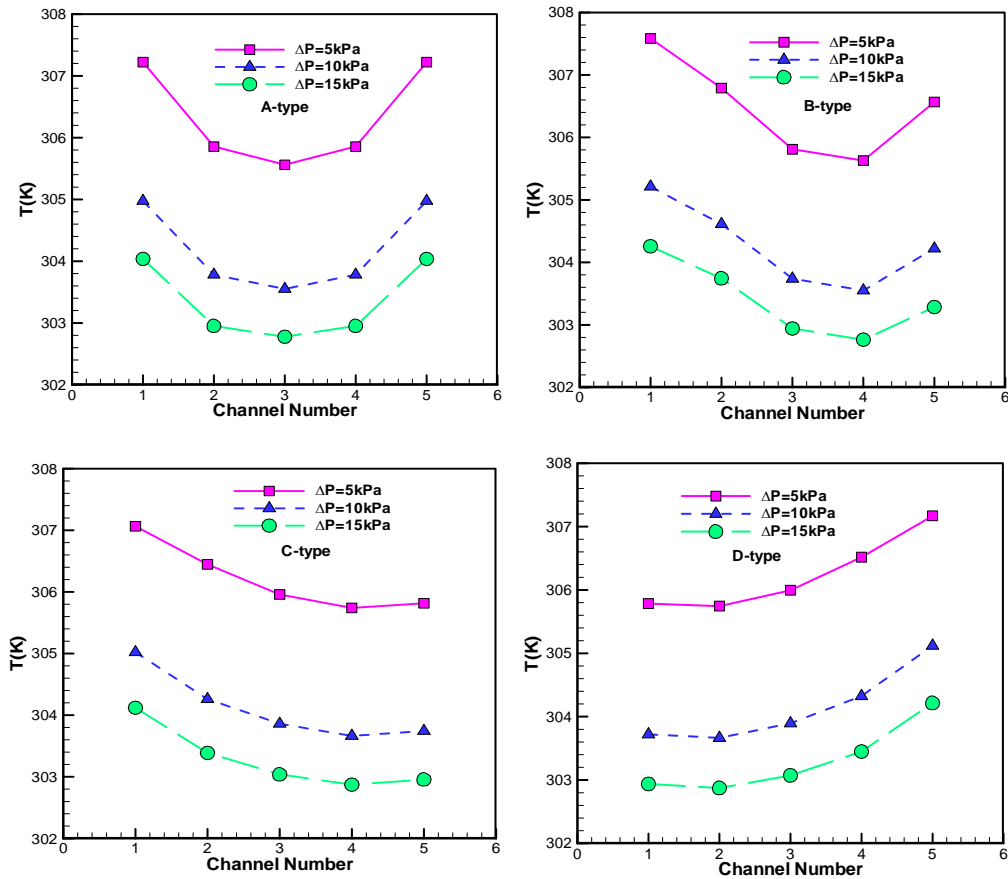 308
307
306
305
304
303
302
T(K)
ΔP=5kPa
ΔP=10kPa
ΔP=15kPa
A-type
0 1 2 3 4 5 6
Channel Number
308
307
306
305
304
303
302
T(K)
ΔP=5kPa
ΔP=10kPa
ΔP=15kPa
B-type
0 1 2 3 4 5 6
Channel Number
308
307
306
305
304
303
302
T(K)
ΔP=5kPa
ΔP=10kPa
ΔP=15kPa
C-type
0 1 2 3 4 5 6
Channel Number
308
307
306
305
304
303
302
T(K)
ΔP=5kPa
ΔP=10kPa
ΔP=15kPa
D-type
0 1 2 3 4 5 6
Channel Number